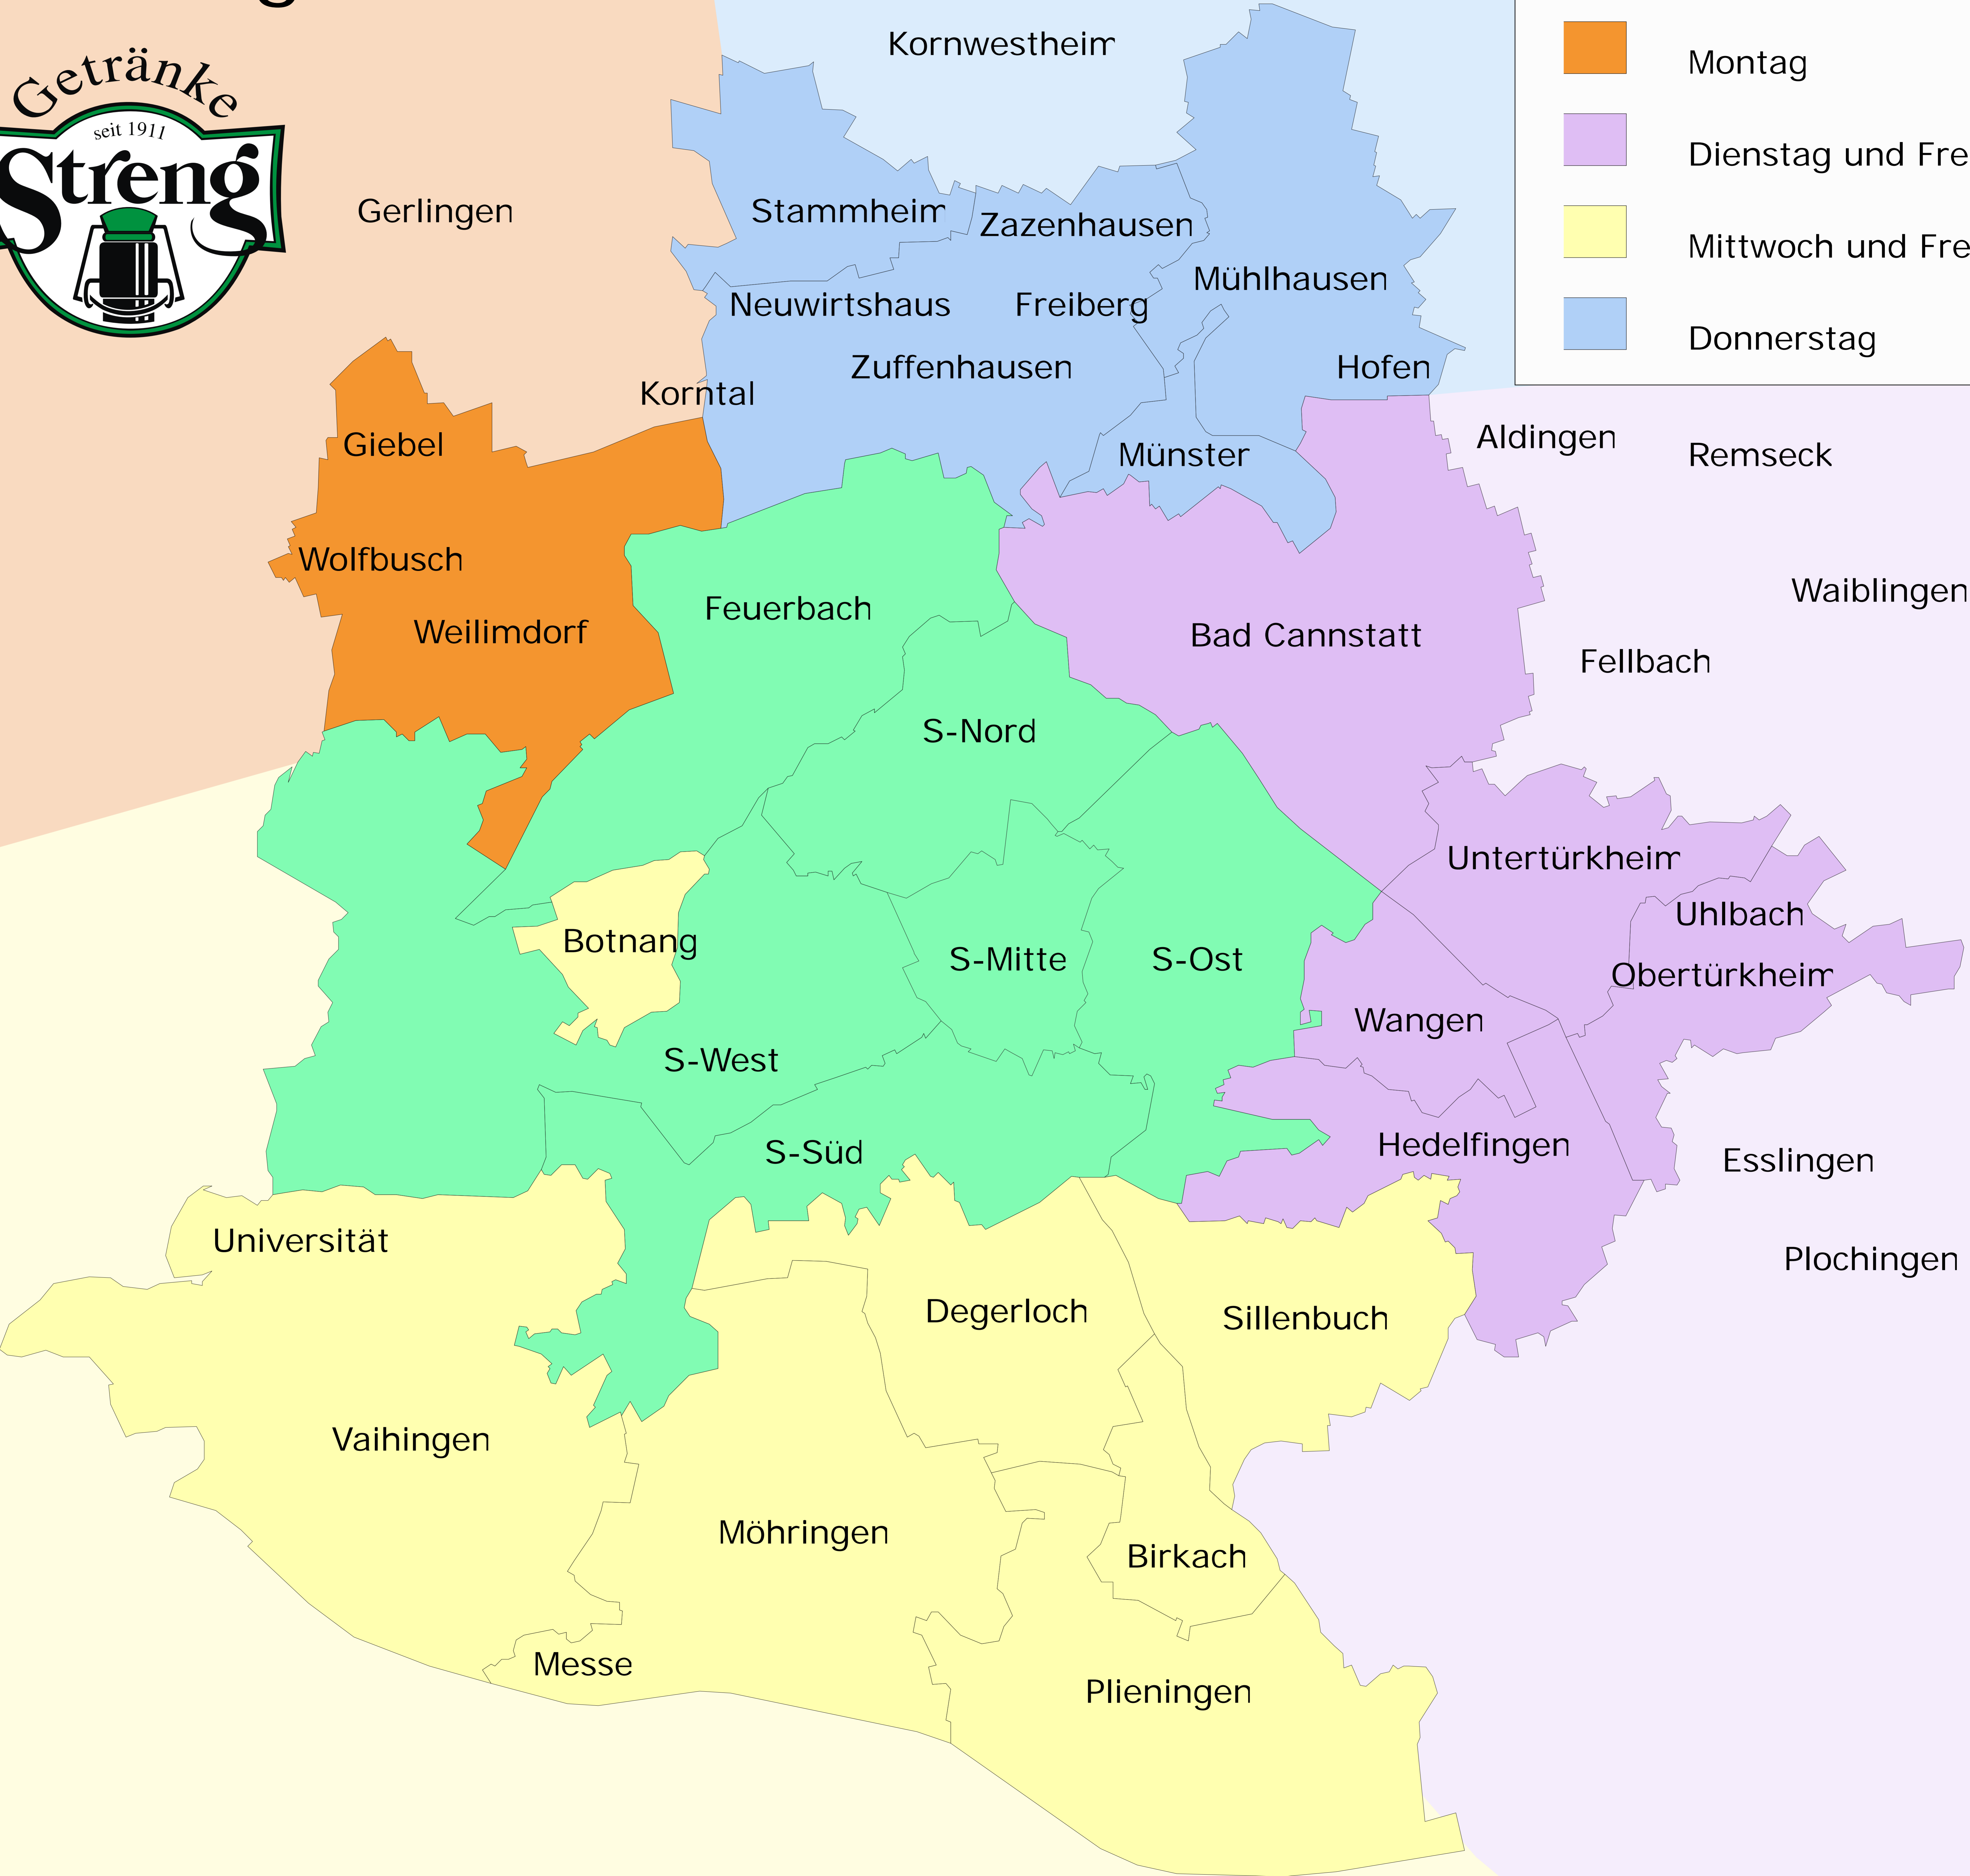 Getränke
seit 1911
Streng
Montag
Dienstag und Fre
Mittwoch und Fre
Donnerstag
Kornwestheim
Gerlingen
Stammheim
Zazenhausen
Mühlhausen
Neuwirtshaus
Freiberg
Zuffenhausen
Hofen
Korntal
Giebel
Münster
Aldingen
Remseck
Wolfbusch
Feuerbach
Waiblingen
Weilimdorf
Bad Cannstatt
Fellbach
S-Nord
Untertürkheim
Uhlbach
Botnang
S-Mitte
S-Ost
Obertürkheim
Wangen
S-West
S-Süd
Hedelfingen
Esslingen
Universität
Plochingen
Degerloch
Sillenbuch
Vaihingen
Möhringen
Birkach
Messe
Plieningen